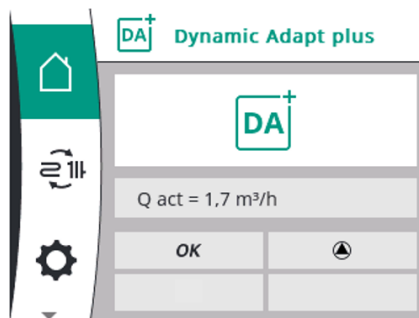 DA+ Dynamic Adapt plus
DA+
Q act = 1,7 m³/h
OK